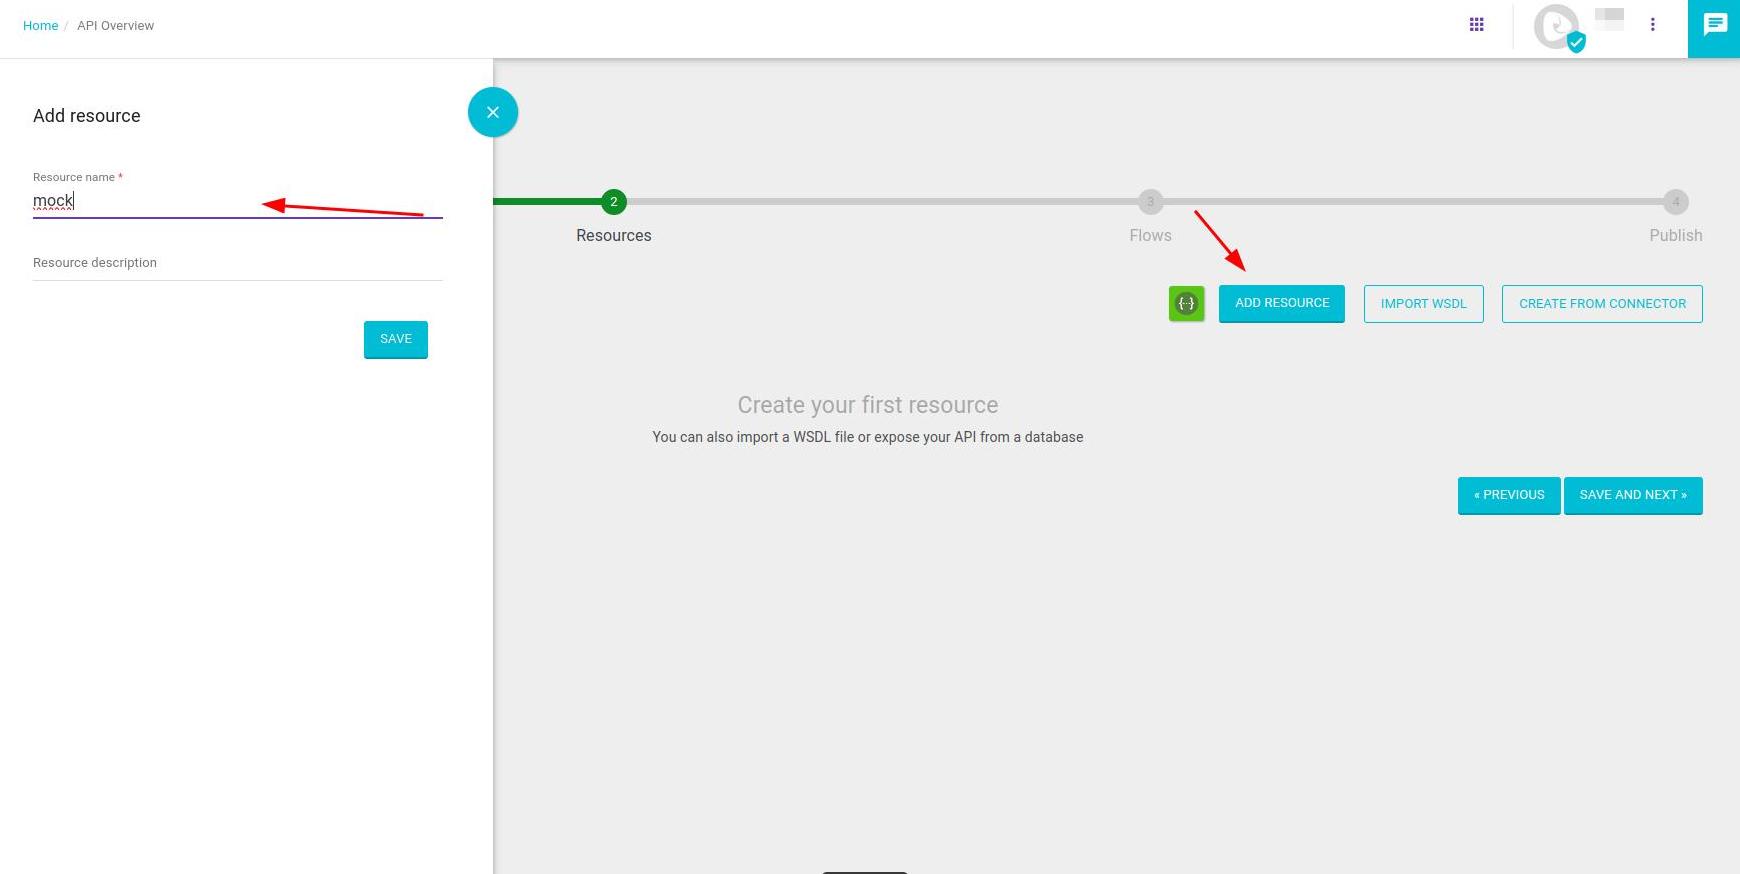 Home / API Overview
Add resource
Resource name *
mock
Resource description
SAVE
2
3
4
Resources
Flows
Publish
{...}
ADD RESOURCE
IMPORT WSDL
CREATE FROM CONNECTOR
Create your first resource
You can also import a WSDL file or expose your API from a database
« PREVIOUS
SAVE AND NEXT »